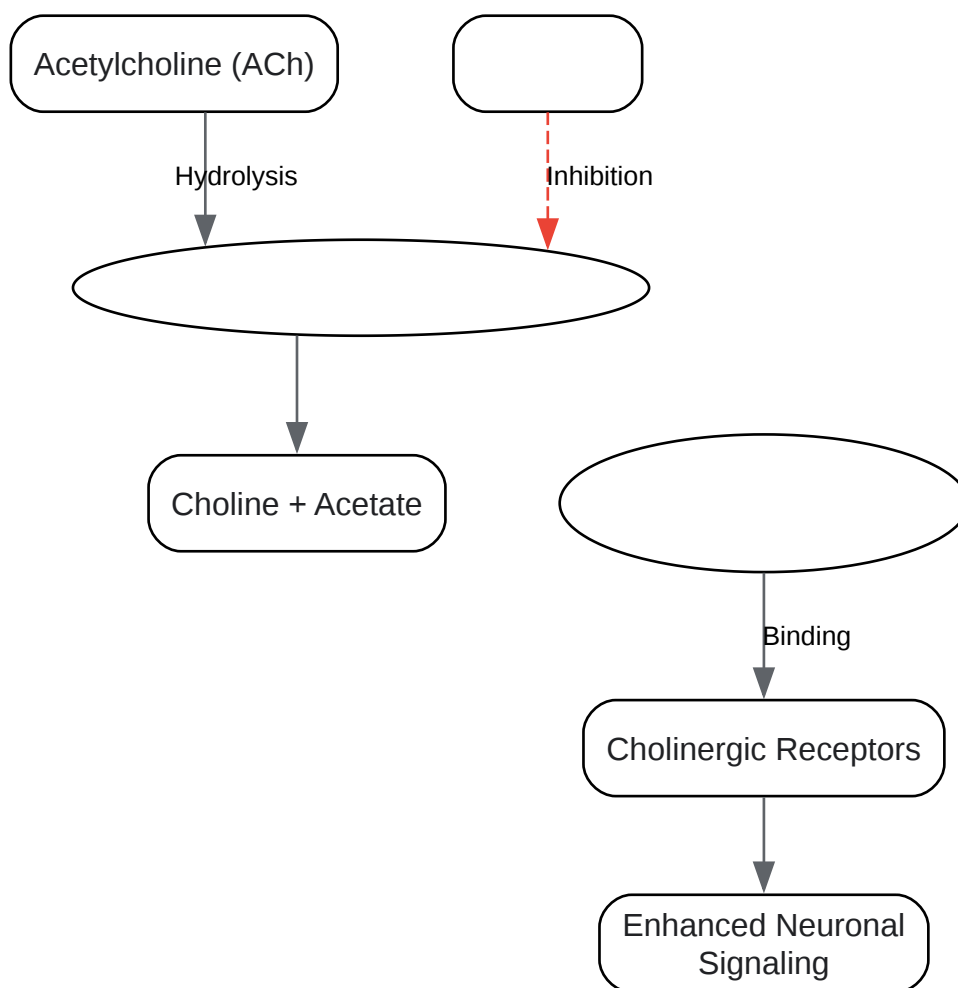 Acetylcholine (ACh)
Hydrolysis
Inhibition
Choline + Acetate
Binding
Cholinergic Receptors
Enhanced Neuronal
Signaling